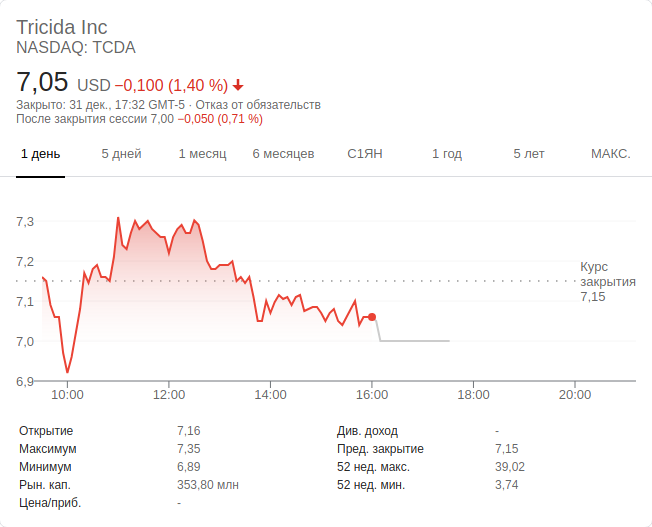 Tricida Inc
NASDAQ: TCDA
7,05 USD −0,100 (1,40 %)
Закрыто: 31 дек., 17:32 GMT-5 · Отказ от обязательств
После закрытия сессии 7,00 −0,050 (0,71 %)
1 день 5 дней 1 месяц 6 месяцев С1ЯН 1 год 5 лет МАКС.
7,3
7,2
7,1
7,0
6,9
Курс
закрытия
7,15
10:00 12:00 14:00 16:00 18:00 20:00
Открытие 7,16
Максимум 7,35
Минимум 6,89
Рын. кап. 353,80 млн
Цена/приб. -
Див. доход -
Пред. закрытие 7,15
52 нед. макс. 39,02
52 нед. мин. 3,74